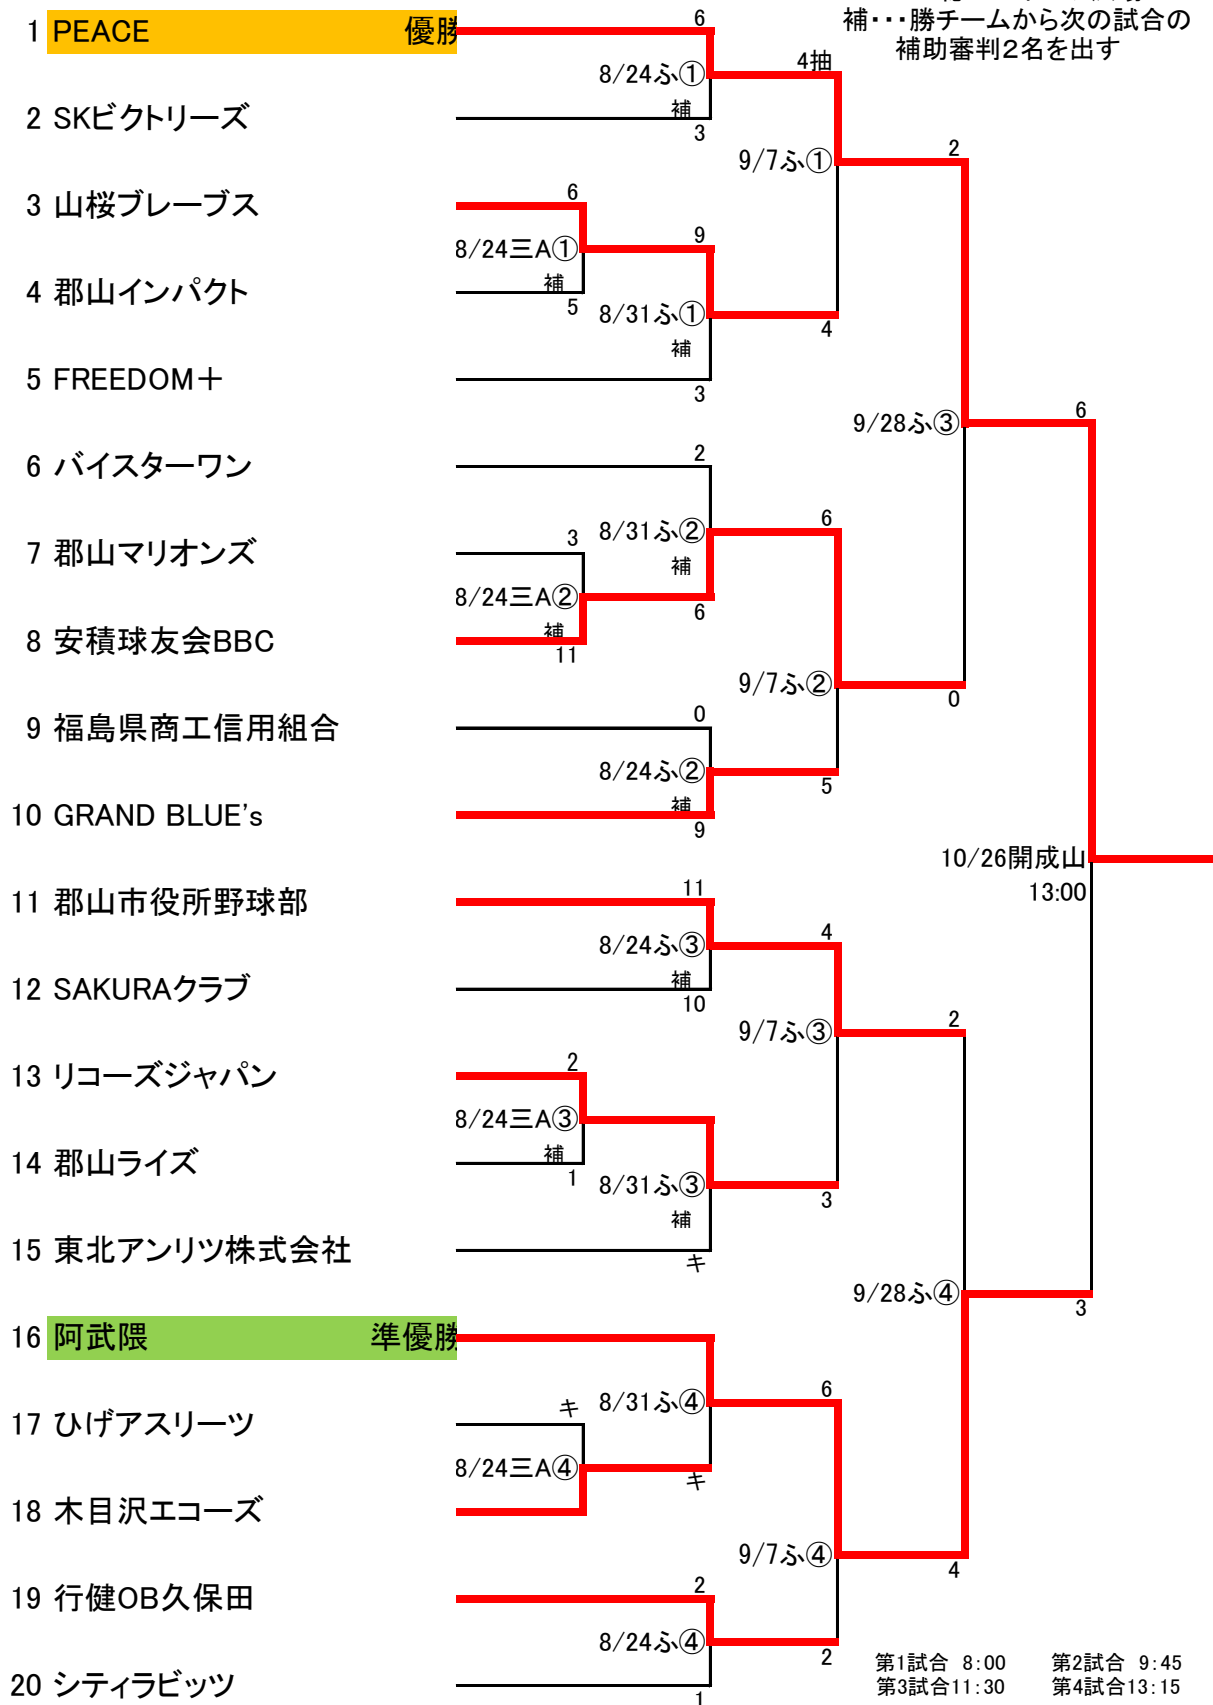 補・・・勝チームから次の試合の
補助審判2名を出す
1 PEACE 優勝
6
8/24ふ①
補
4抽
2 SKビクトリーズ
3
9/7ふ①
2
3 山桜ブレーブス
6
8/24三A①
補
9
4 郡山インパクト
5
8/31ふ①
補
4
5 FREEDOM＋
3
9/28ふ③
6
6 バイスターワン
2
8/31ふ②
補
6
7 郡山マリオンズ
3
8/24三A②
補
6
8 安積球友会BBC
11
9/7ふ②
0
9 福島県商工信用組合
0
8/24ふ②
補
5
10 GRAND BLUE's
9
10/26開成山
13:00
11 郡山市役所野球部
11
8/24ふ③
補
4
12 SAKURAクラブ
10
9/7ふ③
2
13 リコーズジャパン
2
8/24三A③
補
14 郡山ライズ
1
8/31ふ③
補
3
15 東北アンリツ株式会社
キ
9/28ふ④
3
16 阿武隈 準優勝
8/31ふ④
6
17 ひげアスリーツ
キ
8/24三A④
キ
18 木目沢エコーズ
9/7ふ④
4
19 行健OB久保田
2
8/24ふ④
2
20 シティラビッツ
1
第1試合 8:00 第2試合 9:45
第3試合11:30 第4試合13:15